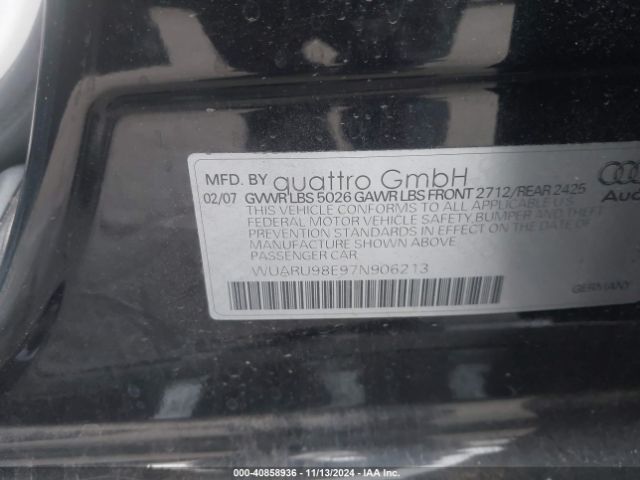 MFD. BY quattro GmbH
02/07 GVWR LBS 5026 GAWR LBS FRONT 2712/REAR 2425
THIS VEHICLE CONFORMS TO ALL APPLICABLE U.S.
FEDERAL MOTOR VEHICLE SAFETY, BUMPER AND THEFT
PREVENTION STANDARDS IN EFFECT ON THE DATE OF
MANUFACTURE SHOWN ABOVE
PASSENGER CAR
WUARU98E97N906213
Aud
GERMANY
000-40858936 - 11/13/2024 - IAA Inc.